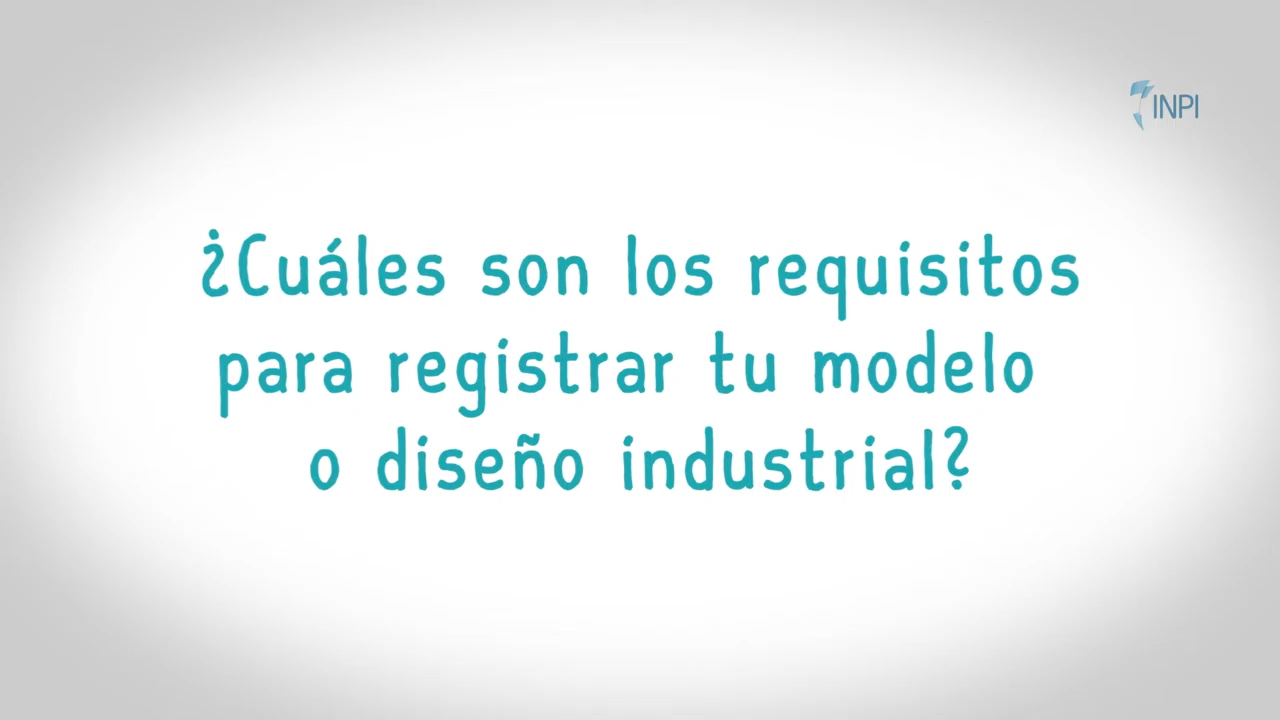 INPI
¿Cuáles son los requisitos
para registrar tu modelo
o diseño industrial?